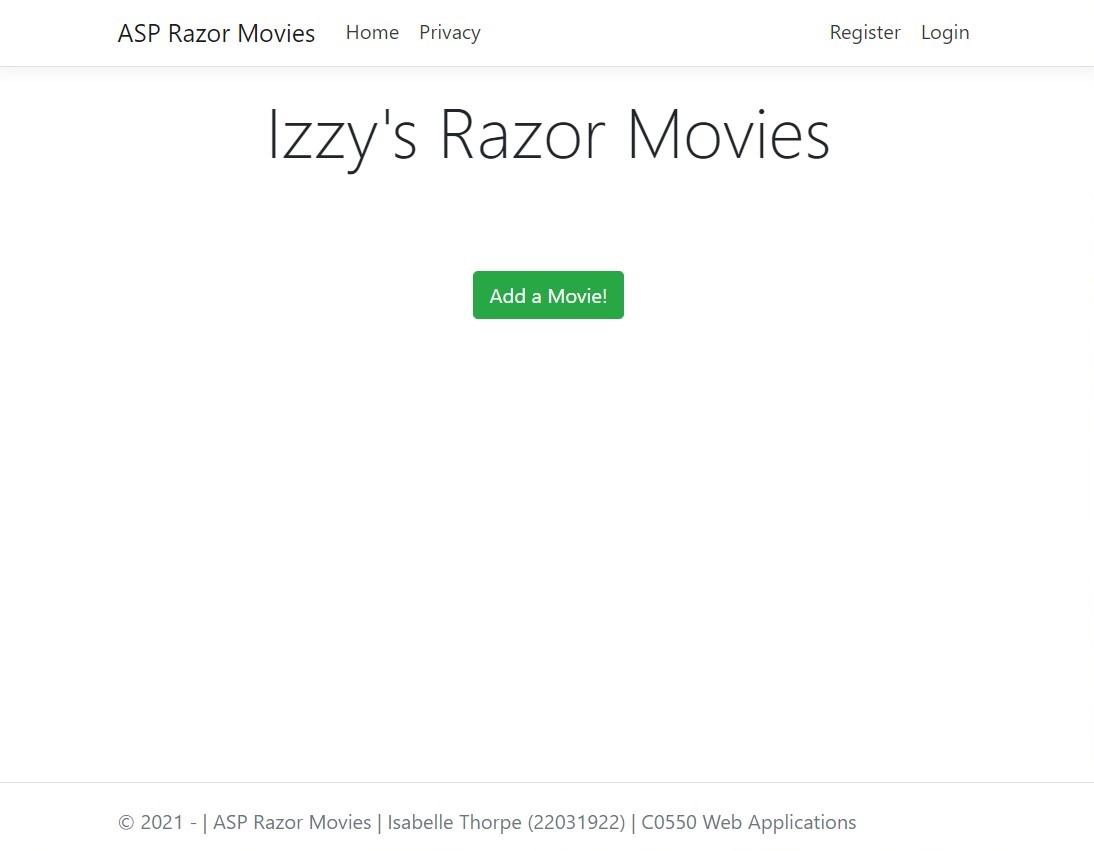 ASP Razor Movies Home Privacy Register Login
Izzy's Razor Movies
Add a Movie!
© 2021 - | ASP Razor Movies | Isabelle Thorpe (22031922) | C0550 Web Applications